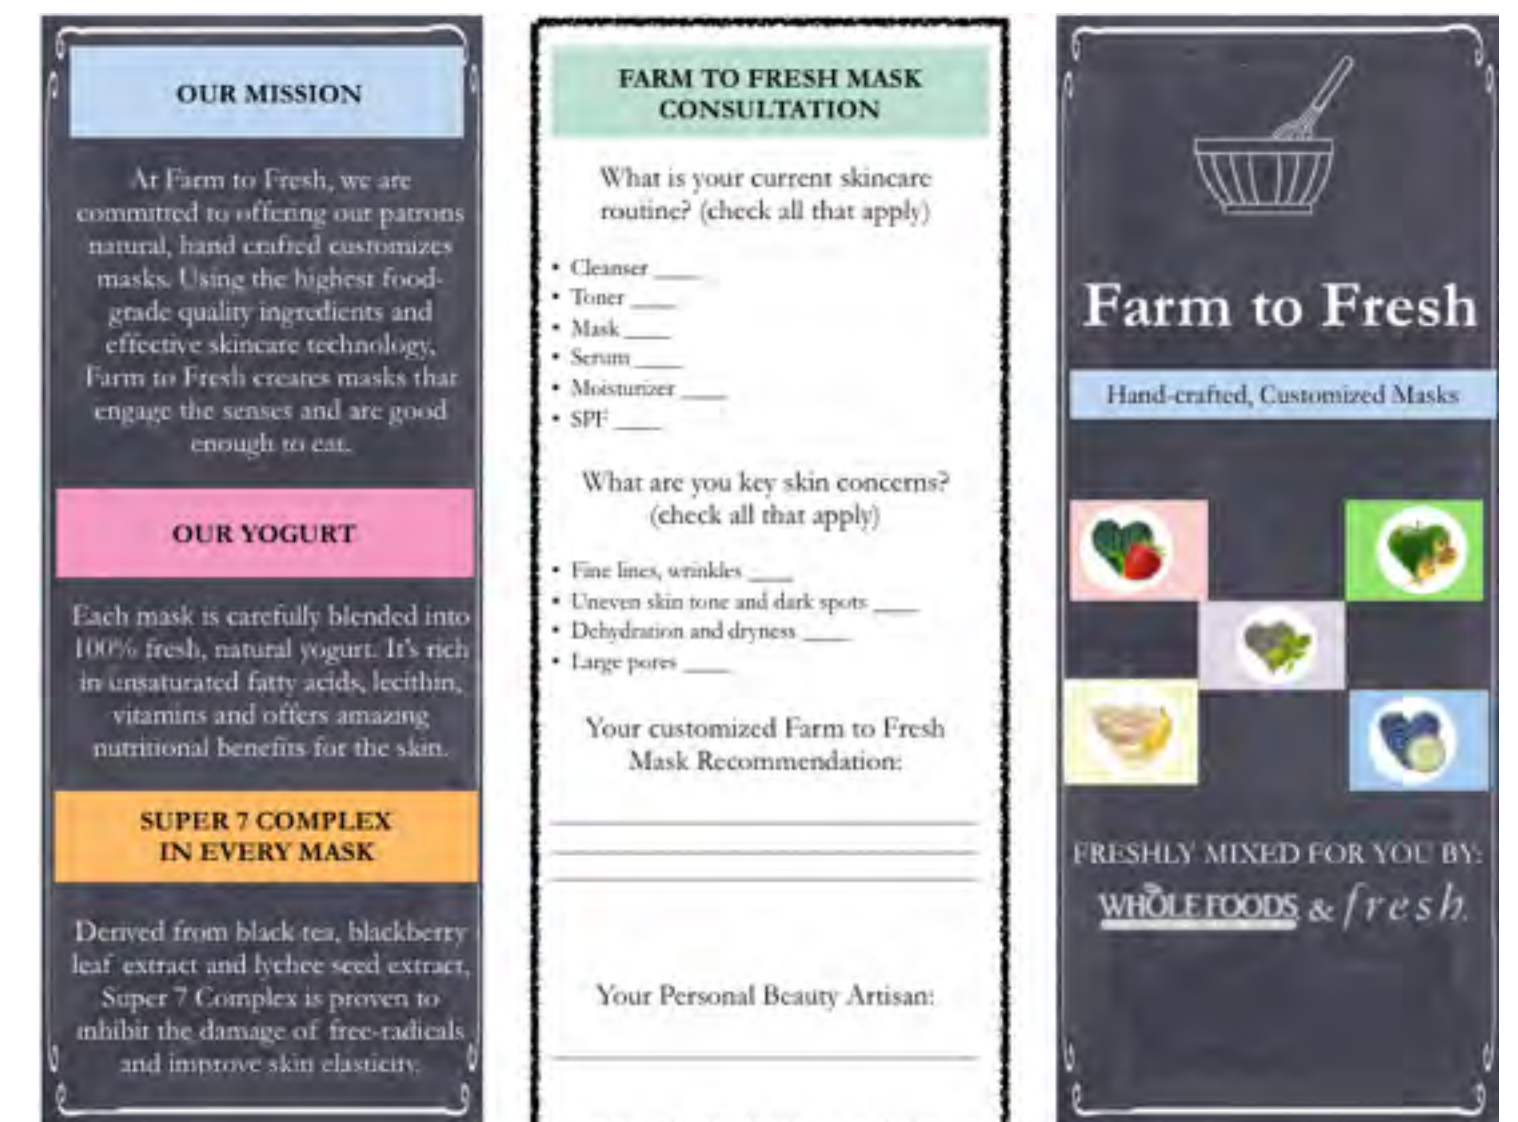 OUR MISSION
At Farm to Fresh, we are
committed to offering our patrons
natural, hand crafted customizes
masks. Using the highest food-
grade quality ingredients and
effective skincare technology,
Farm to Fresh creates masks that
engage the senses and are good
enough to eat.
OUR YOGURT
Each mask is carefully blended into
100% fresh, natural yogurt. It's rich
in unsaturated fatty acids, lecithin,
vitamins and offers amazing
nutritional benefits for the skin.
SUPER 7 COMPLEX
IN EVERY MASK
Derived from black tea, blackberry
leaf extract and lychee seed extract,
Super 7 Complex is proven to
inhibit the damage of free-radicals
and improve skin elasticity.
FARM TO FRESH MASK
CONSULTATION
What is your current skincare
routine? (check all that apply)
• Cleanser ____
• Toner ____
• Mask ____
• Serum ____
• Moisturizer ____
• SPF ____
What are you key skin concerns?
(check all that apply)
• Fine lines, wrinkles ____
• Uneven skin tone and dark spots ____
• Dehydration and dryness ____
• Large pores ____
Your customized Farm to Fresh
Mask Recommendation:
Your Personal Beauty Artisan:
Farm to Fresh
Hand-crafted, Customized Masks
FRESHLY MIXED FOR YOU BY:
WHOLE FOODS & fresh.